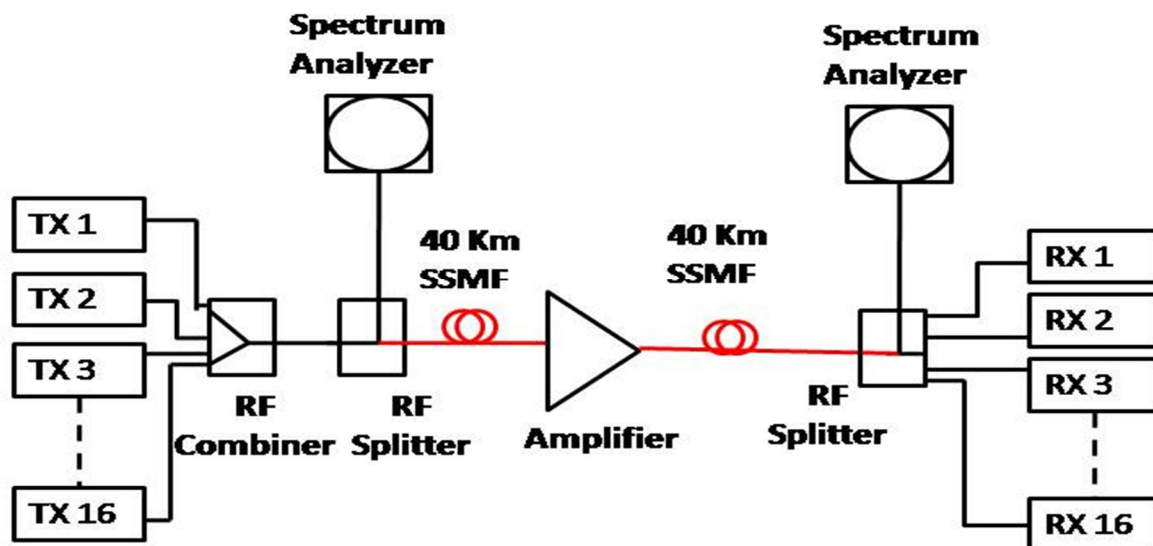 Spectrum
Analyzer
Spectrum
Analyzer
TX 1
TX 2
TX 3
TX 16
RF
Combiner
RF
Splitter
40 Km
SSMF
Amplifier
40 Km
SSMF
RF
Splitter
RX 1
RX 2
RX 3
RX 16